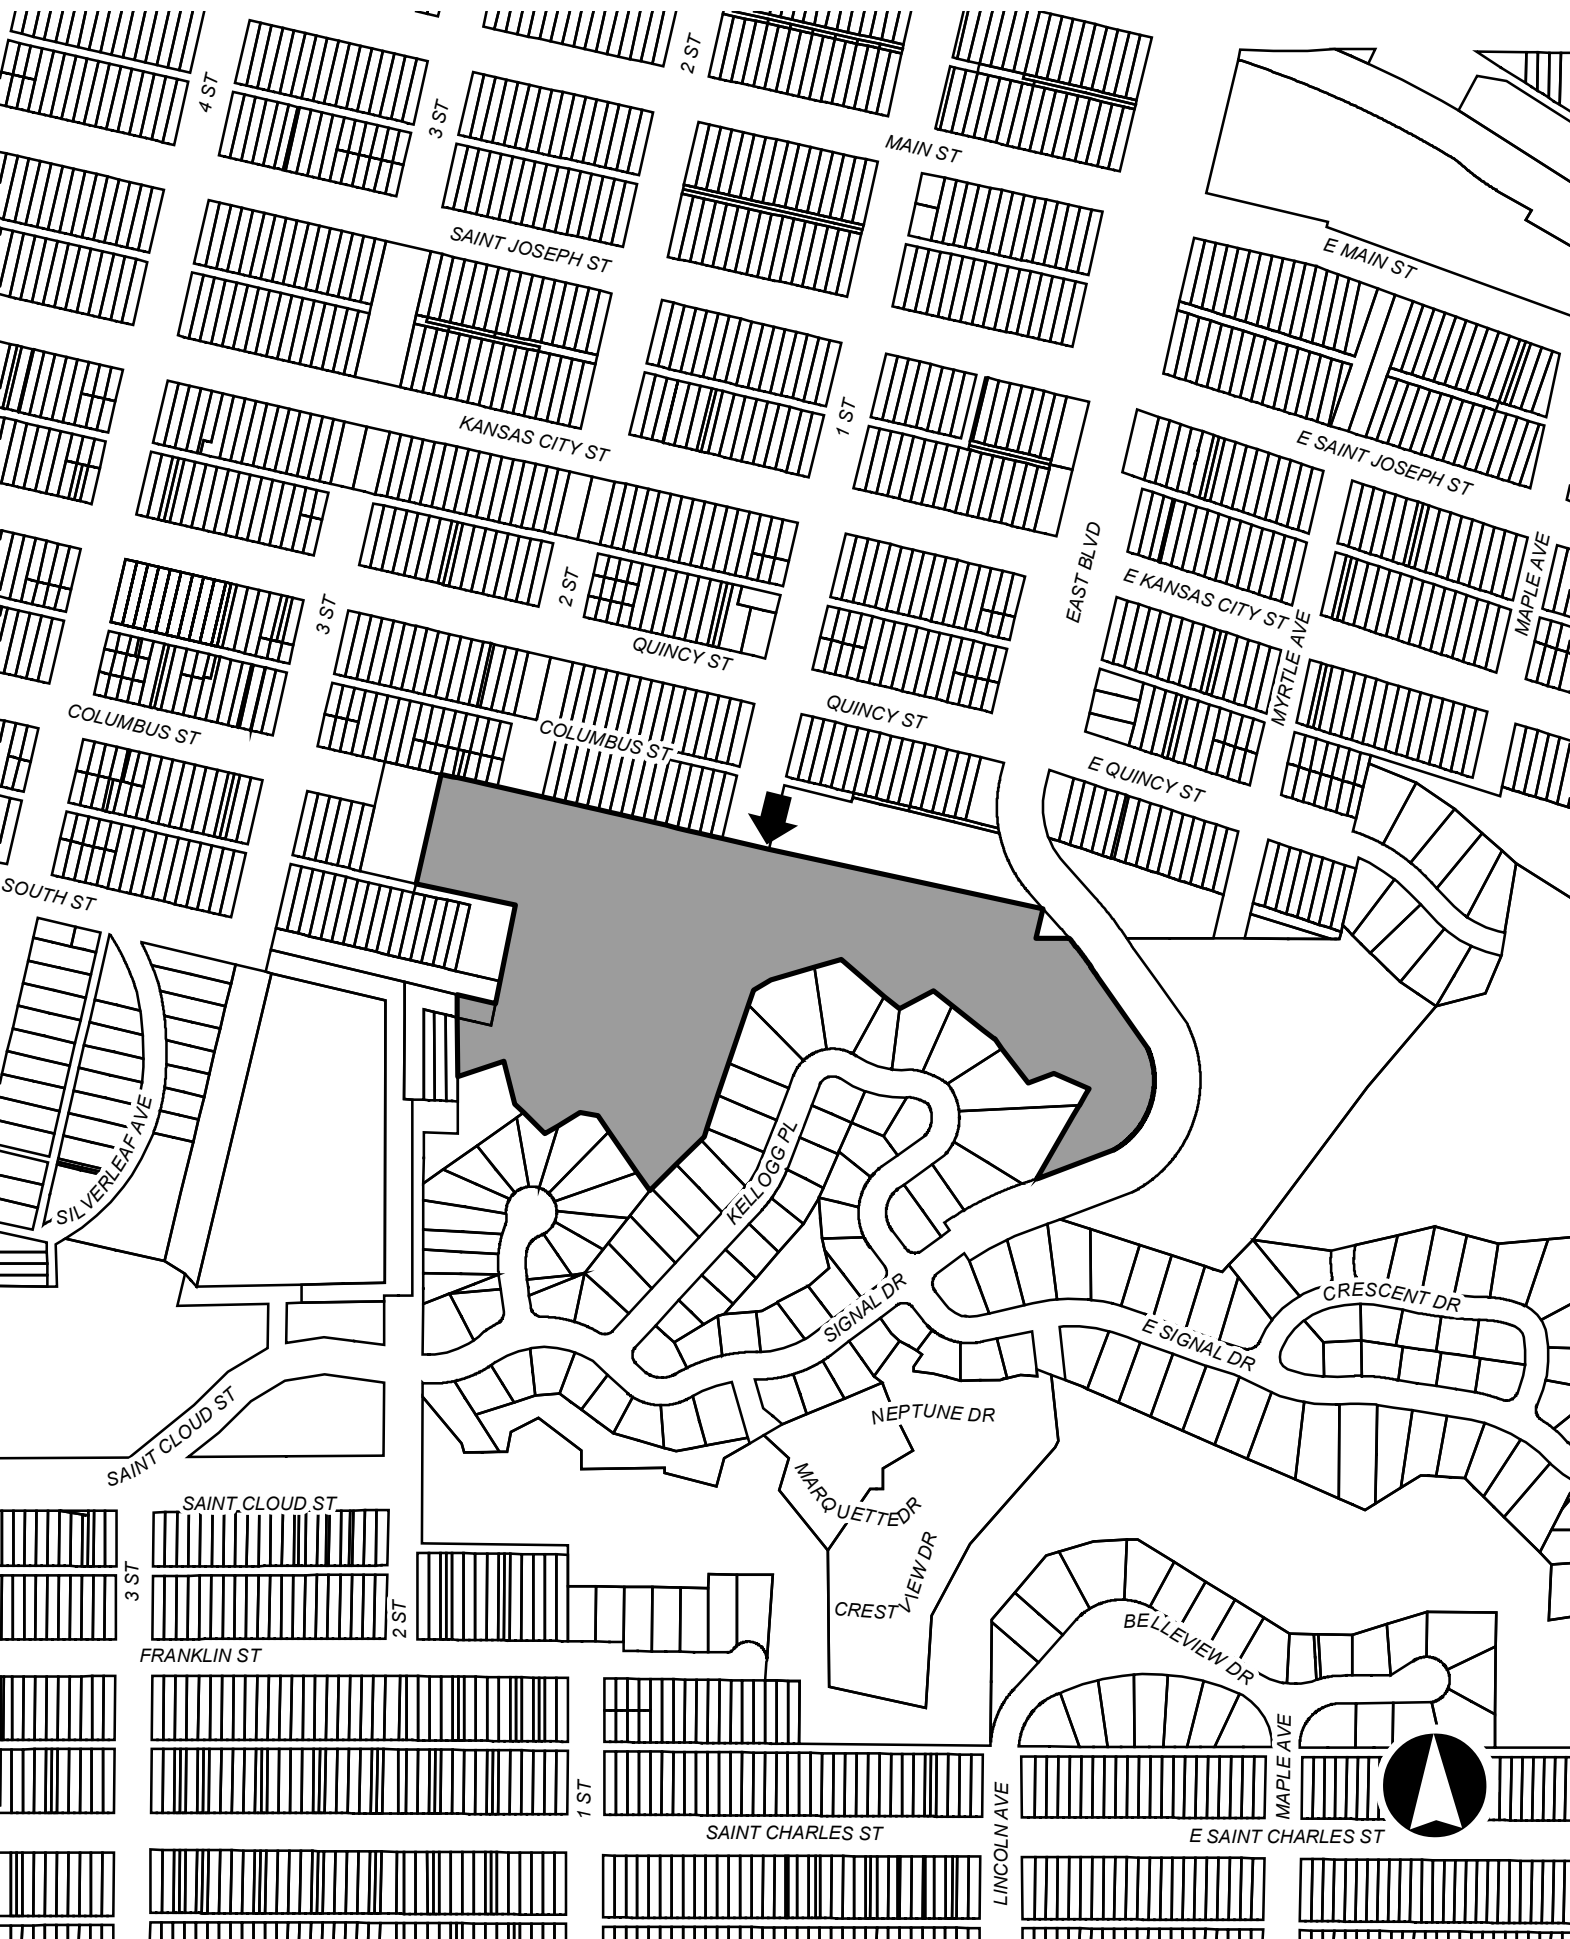 2 ST
4 ST
3 ST
MAIN ST
SAINT JOSEPH ST
E MAIN ST
1 ST
KANSAS CITY ST
E SAINT JOSEPH ST
EAST BLVD
MAPLE AVE
2 ST
E KANSAS CITY ST
3 ST
MYRTLE AVE
QUINCY ST
COLUMBUS ST
QUINCY ST
COLUMBUS ST
E QUINCY ST
SOUTH ST
SILVERLEAF AVE
KELLOGG PL
SIGNAL DR
CRESCENT DR
E SIGNAL DR
NEPTUNE DR
SAINT CLOUD ST
MARQUETTE DR
SAINT CLOUD ST
CREST VIEW DR
3 ST
2 ST
BELLEVIEW DR
FRANKLIN ST
MAPLE AVE
1 ST
LINCOLN AVE
SAINT CHARLES ST
E SAINT CHARLES ST